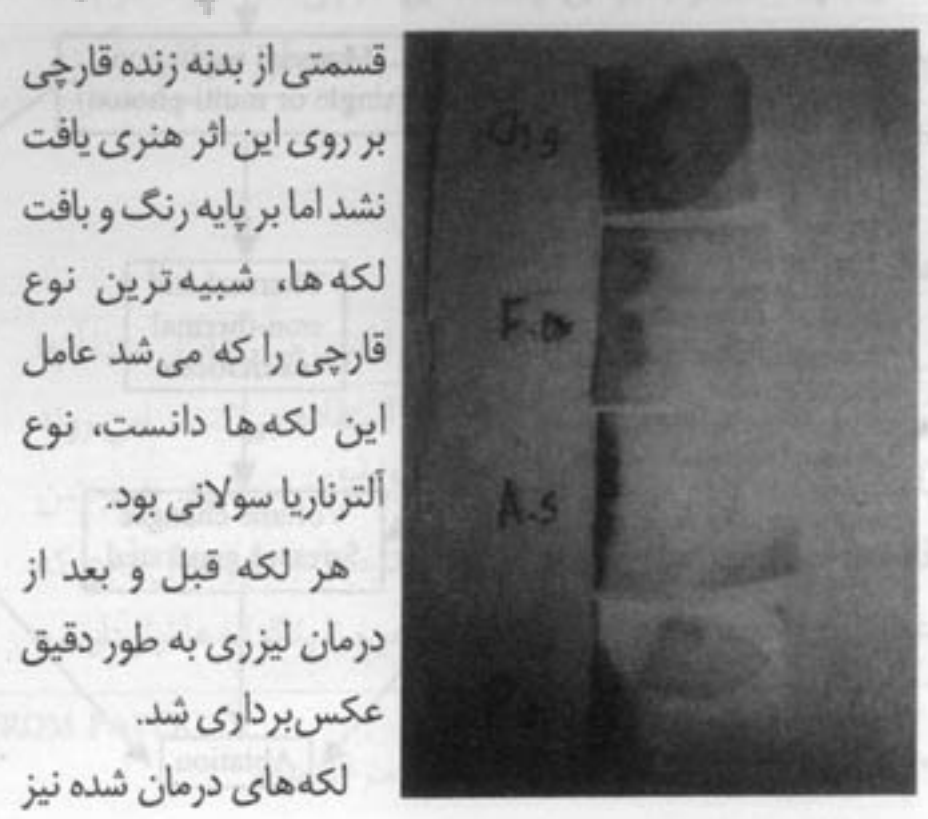 قسمتی از بدنه زنده قارچی
بر روی این اثر هنری یافت
نشد اما بر پایه رنگ و بافت
لکه ها، شبیه ترین نوع
قارچی را که می‌شد عامل
این لکه‌ها دانست، نوع
آلترناریا سولانی بود.
هر لکه قبل و بعد از
درمان لیزری به طور دقیق
عکس‌برداری شد.
لکه‌های درمان شده نیز
A.S